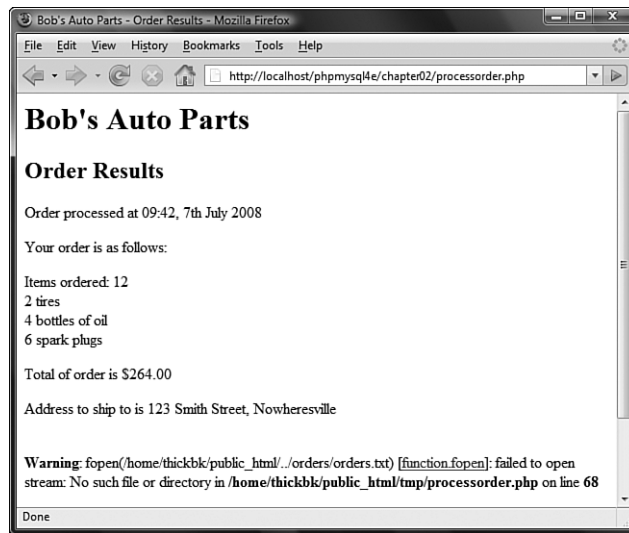 Bob's Auto Parts - Order Results - Mozilla Firefox
File Edit View History Bookmarks Tools Help
http://localhost/phpmysql4e/chapter02/processorder.php
Bob's Auto Parts
Order Results
Order processed at 09:42, 7th July 2008
Your order is as follows:
Items ordered: 12
2 tires
4 bottles of oil
6 spark plugs
Total of order is $264.00
Address to ship to is 123 Smith Street, Nowheresville
Warning: fopen(/home/thickbk/public_html/../orders/orders.txt) [function.fopen]: failed to open
stream: No such file or directory in /home/thickbk/public_html/tmp/processorder.php on line 68
Done